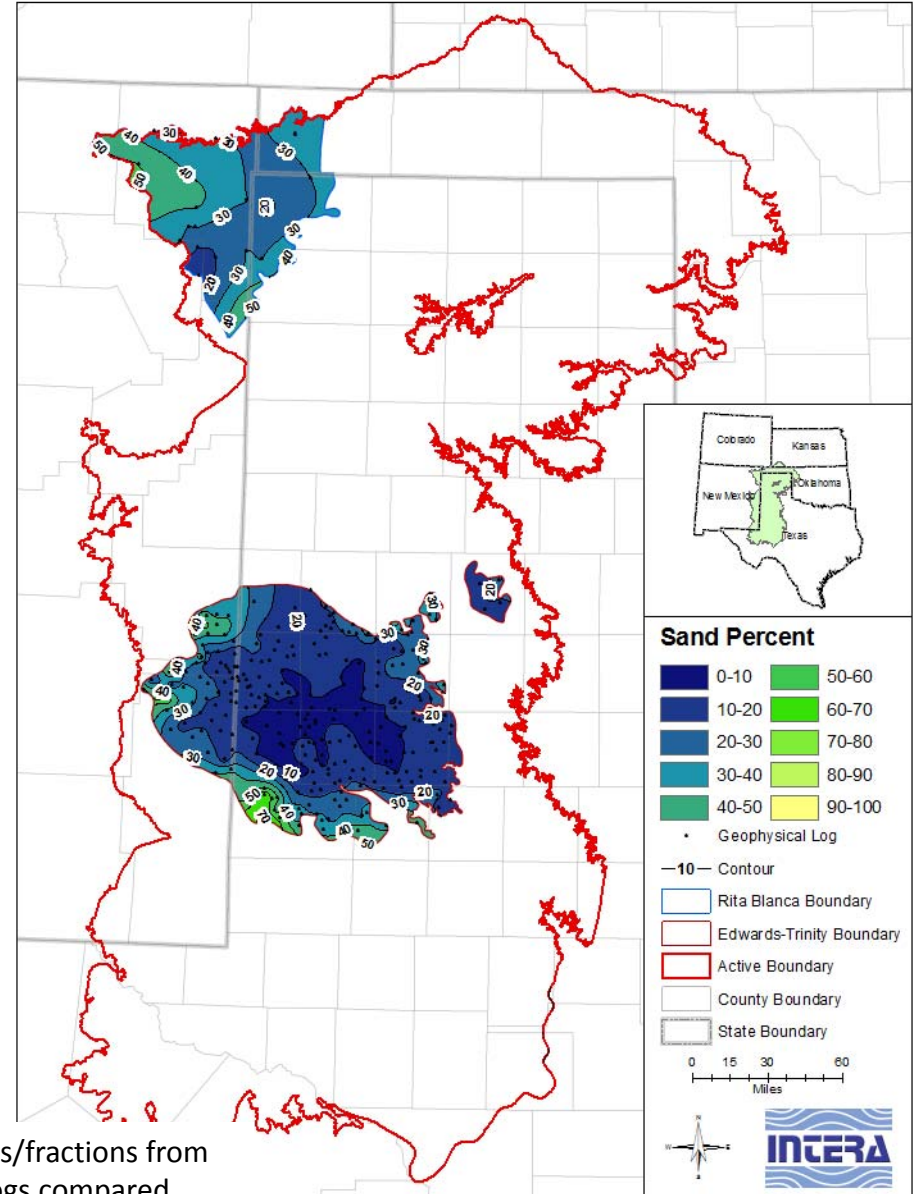 50
40
30
30
30
40
50
30
20
30
30
40
20
50
40
20
30
20
40
30
30
40
20
40
20
30
30
20
10
20
50
40
30
70
40
50
Colorado
Kansas
New Mexico
Oklahoma
Texas
Sand Percent
0-10 50-60
10-20 60-70
20-30 70-80
30-40 80-90
40-50 90-100
Geophysical Log
10 Contour
Rita Blanca Boundary
Edwards-Trinity Boundary
Active Boundary
County Boundary
State Boundary
0 15 30 60
Miles
N
W E
S
INTERA
s/fractions from
ogs compared